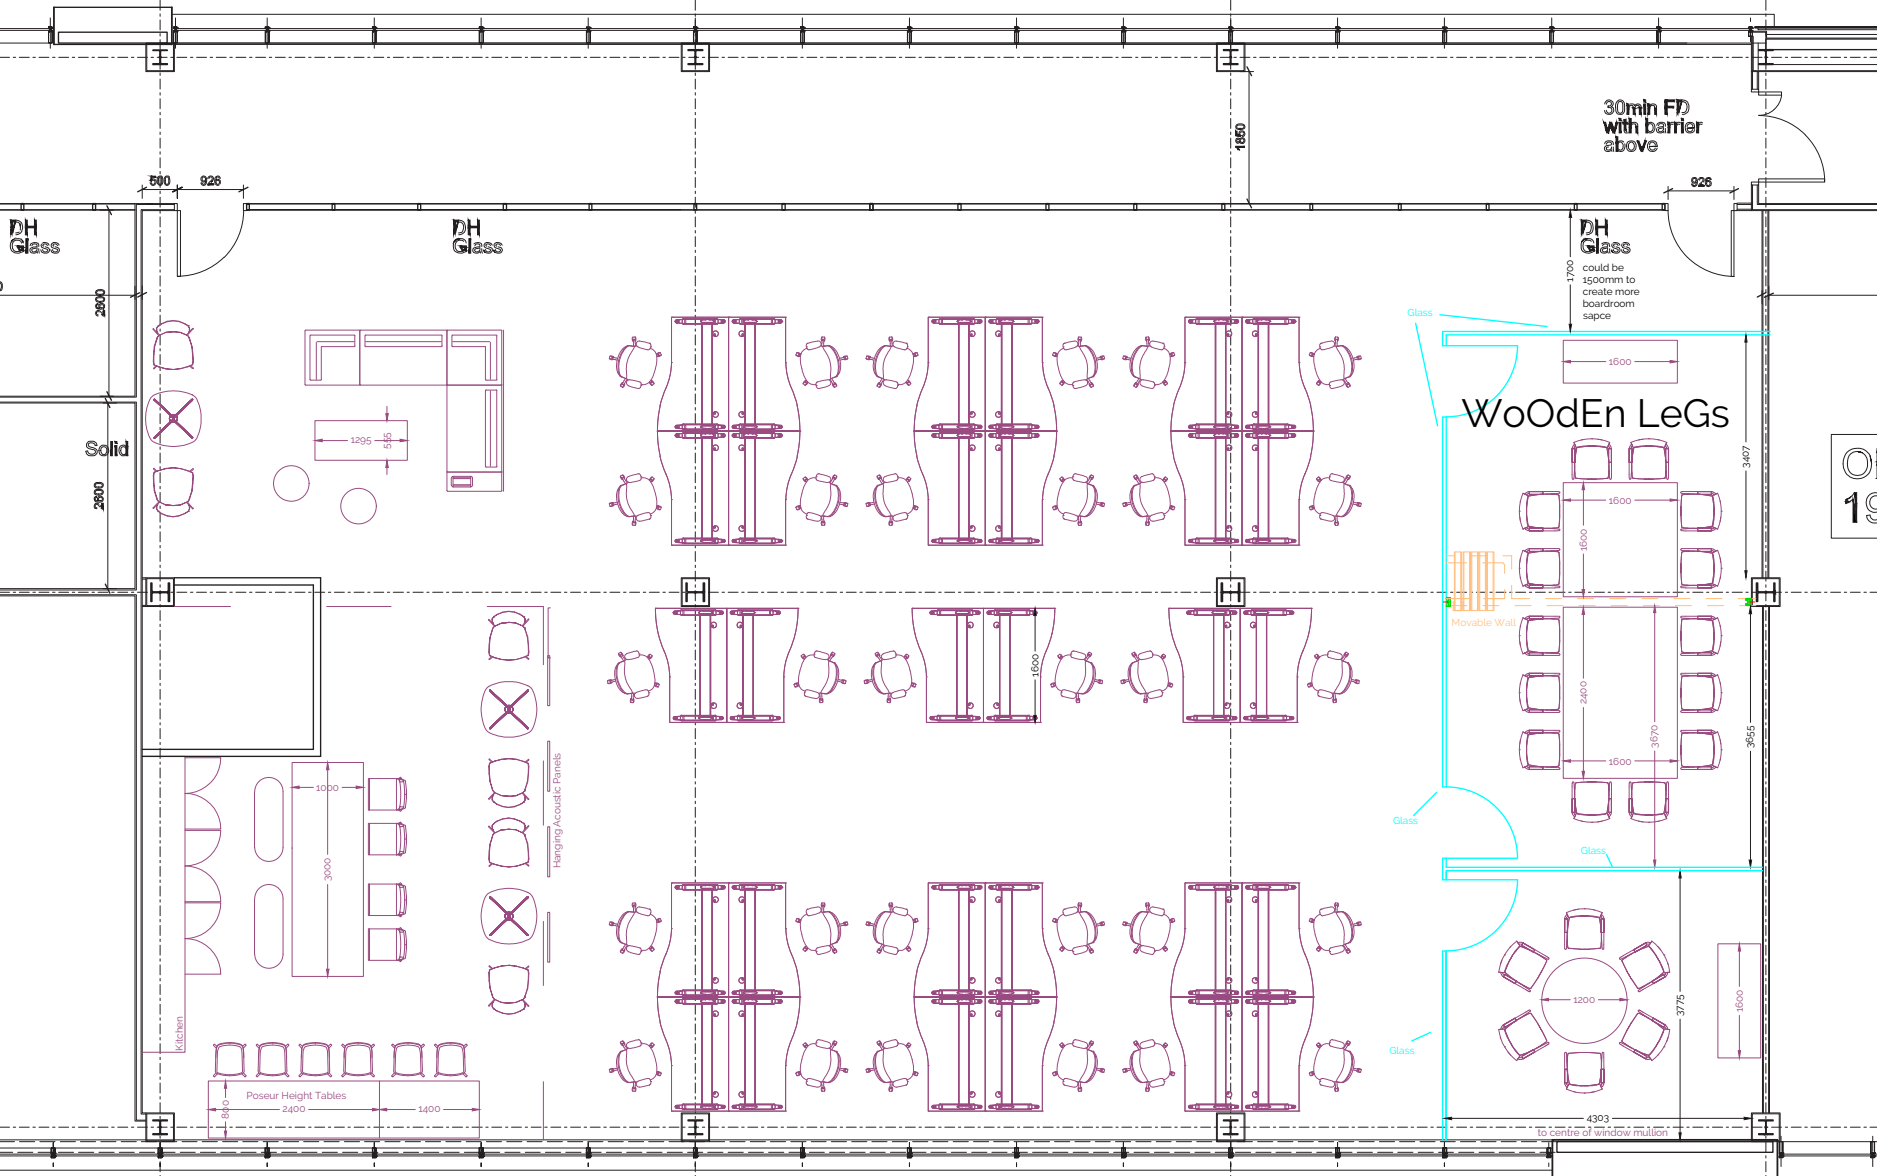 30min FD
with barrier
above
1850
500
926
926
DH
Glass
DH
Glass
DH
Glass
could be
1500mm to
create more
boardroom
sapce
1700
2600
Glass
1600
WoOdEn LeGs
3407
1295
555
Solid
2600
1600
1600
Movable Wall
1600
2400
3670
3655
1600
Hanging Acoustic Panels
1000
3000
Glass
Glass
1200
3775
1600
Kitchen
Glass
Poseur Height Tables
800
2400
1400
4303
to centre of window mullion